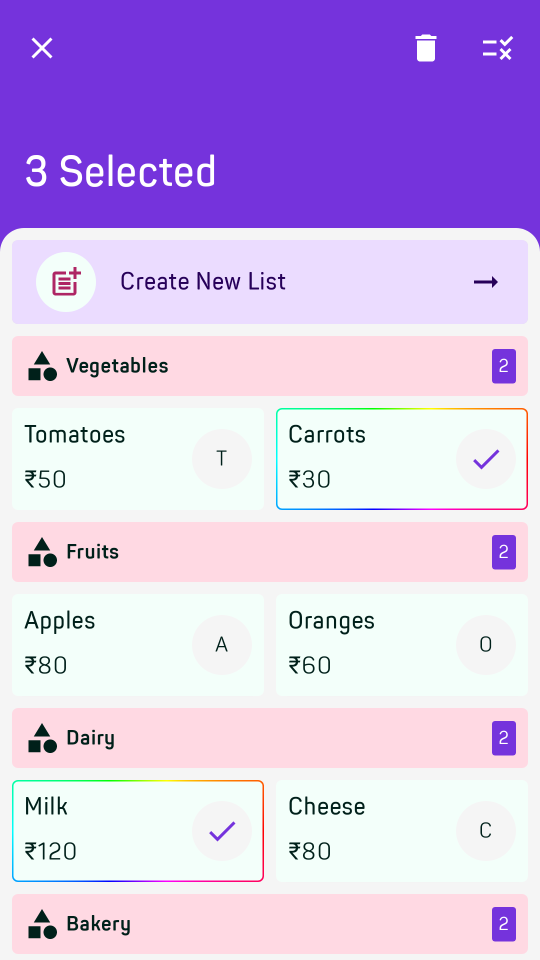 3 Selected
Create New List
Vegetables 2
Tomatoes
₹50
T
Carrots
₹30
Fruits 2
Apples
₹80
A
Oranges
₹60
O
Dairy 2
Milk
₹120
Cheese
₹80
C
Bakery 2